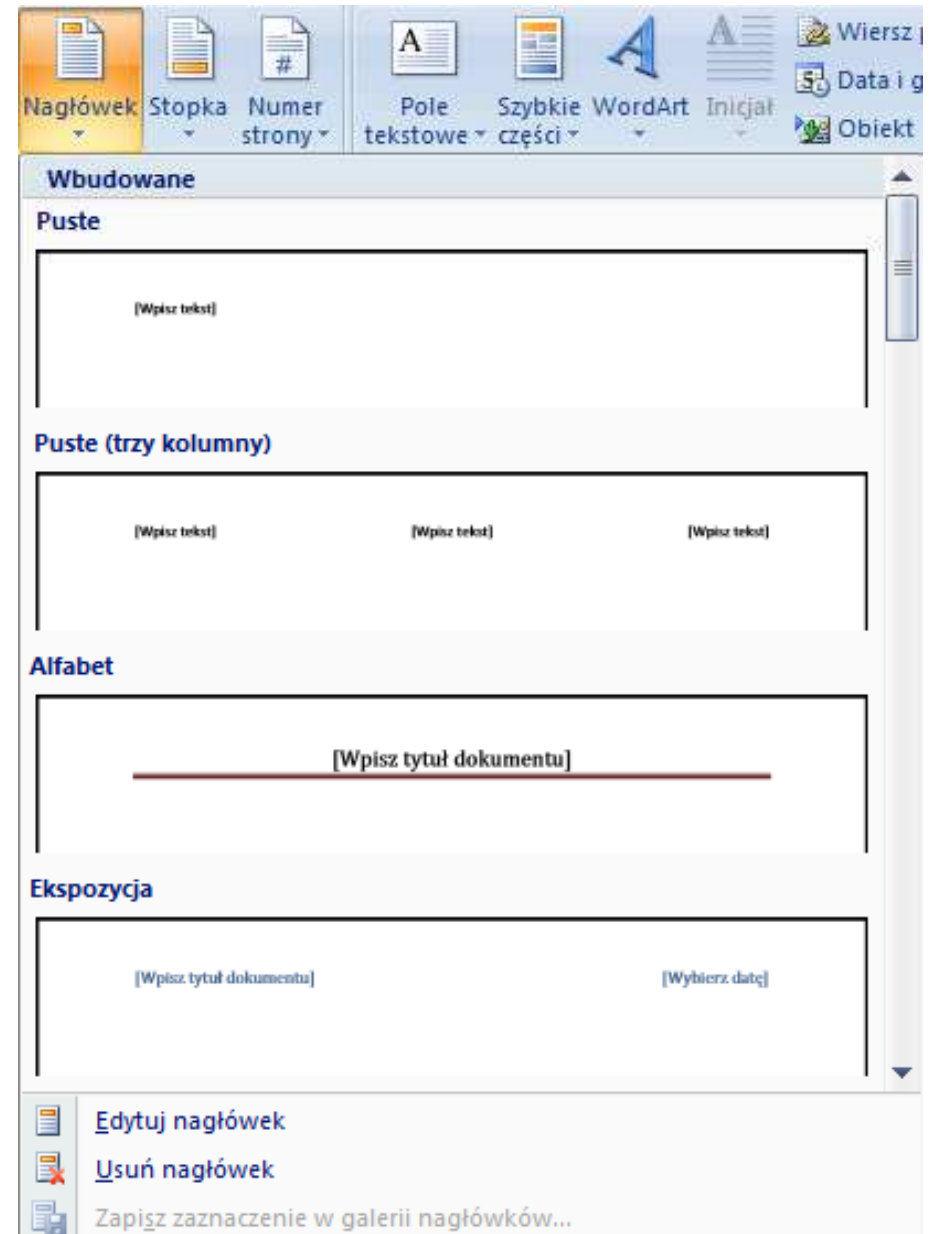 Nagłówek Stopka Numer strony Pole tekstowe Szybkie części WordArt Inicjał
Wiersz
Data i
Obiekt
Wbudowane
Puste
[Wpisz tekst]
Puste (trzy kolumny)
[Wpisz tekst] [Wpisz tekst] [Wpisz tekst]
Alfabet
[Wpisz tytuł dokumentu]
Ekspozycja
[Wpisz tytuł dokumentu] [Wybierz datę]
Edytuj nagłówek
Usuń nagłówek
Zapisz zaznaczenie w galerii nagłówków...